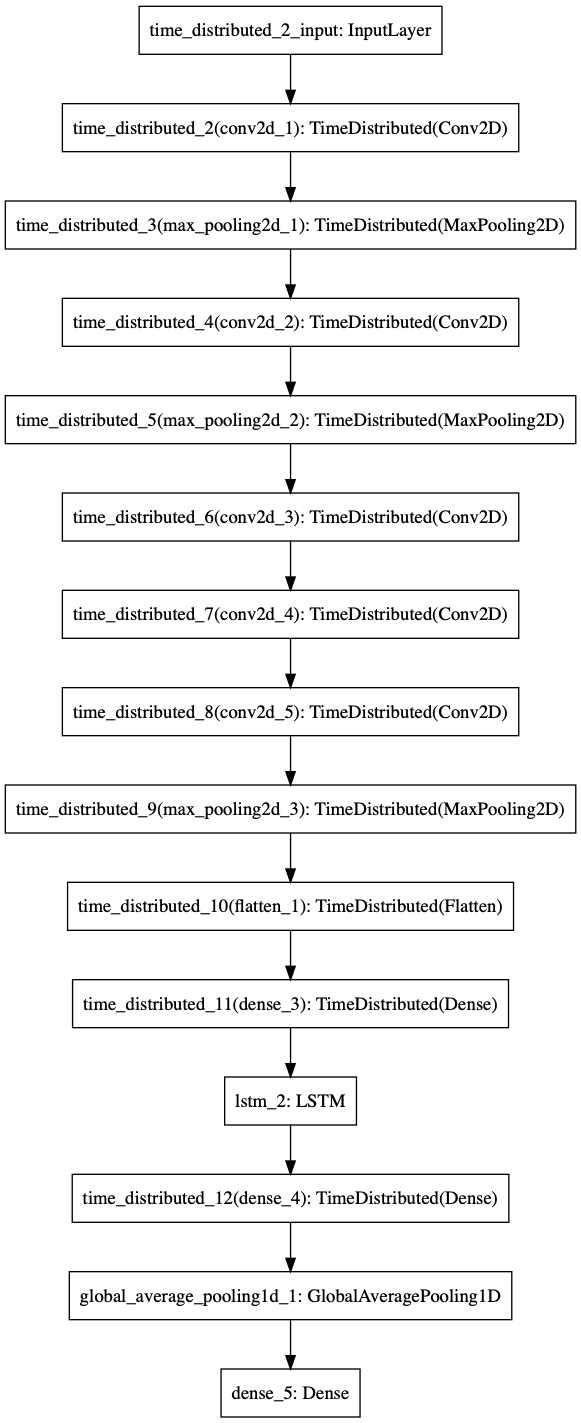 time_distributed_2_input: InputLayer
time_distributed_2(conv2d_1): TimeDistributed(Conv2D)
time_distributed_3(max_pooling2d_1): TimeDistributed(MaxPooling2D)
time_distributed_4(conv2d_2): TimeDistributed(Conv2D)
time_distributed_5(max_pooling2d_2): TimeDistributed(MaxPooling2D)
time_distributed_6(conv2d_3): TimeDistributed(Conv2D)
time_distributed_7(conv2d_4): TimeDistributed(Conv2D)
time_distributed_8(conv2d_5): TimeDistributed(Conv2D)
time_distributed_9(max_pooling2d_3): TimeDistributed(MaxPooling2D)
time_distributed_10(flatten_1): TimeDistributed(Flatten)
time_distributed_11(dense_3): TimeDistributed(Dense)
lstm_2: LSTM
time_distributed_12(dense_4): TimeDistributed(Dense)
global_average_pooling1d_1: GlobalAveragePooling1D
dense_5: Dense